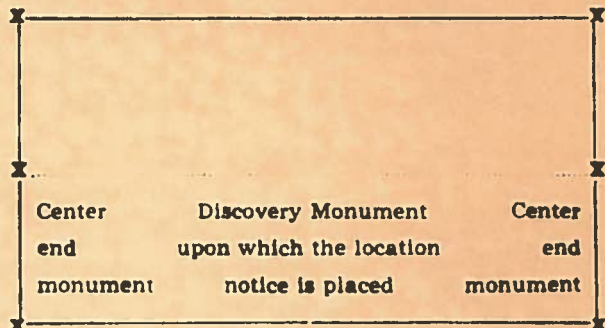 X X
X X
Center Discovery Monument Center
end upon which the location end
monument notice is placed monument
X X